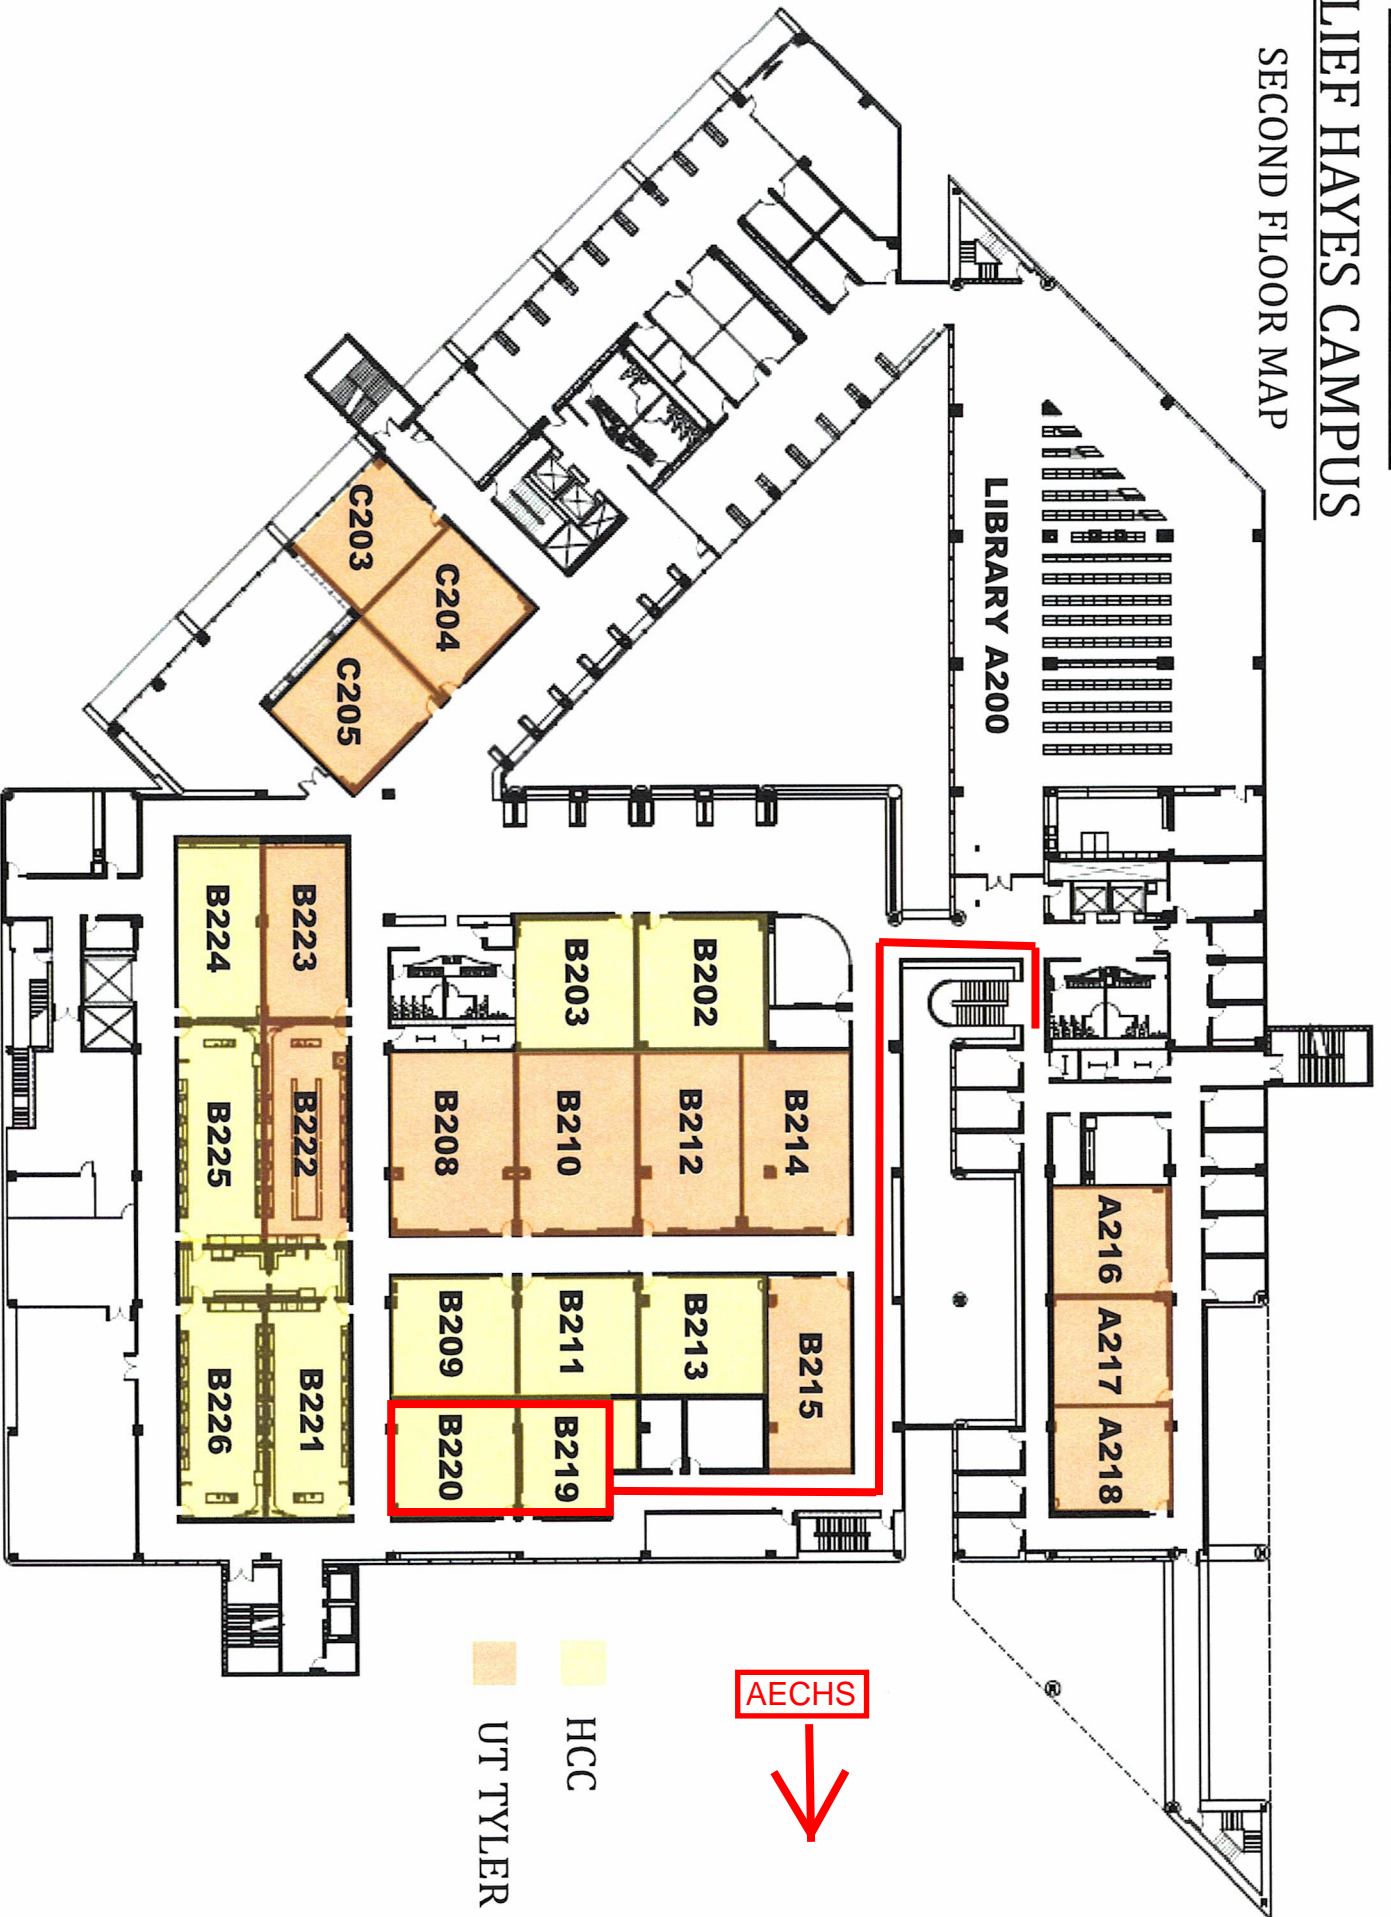 LIEF HAYES CAMPUS
SECOND FLOOR MAP
LIBRARY A200
C203
C204
C205
B224
B223
B203
B202
B225
B222
B208
B210
B212
B214
A216
A217
A218
B226
B221
B209
B211
B213
B215
B220
B219
HCC
UT TYLER
AECHS